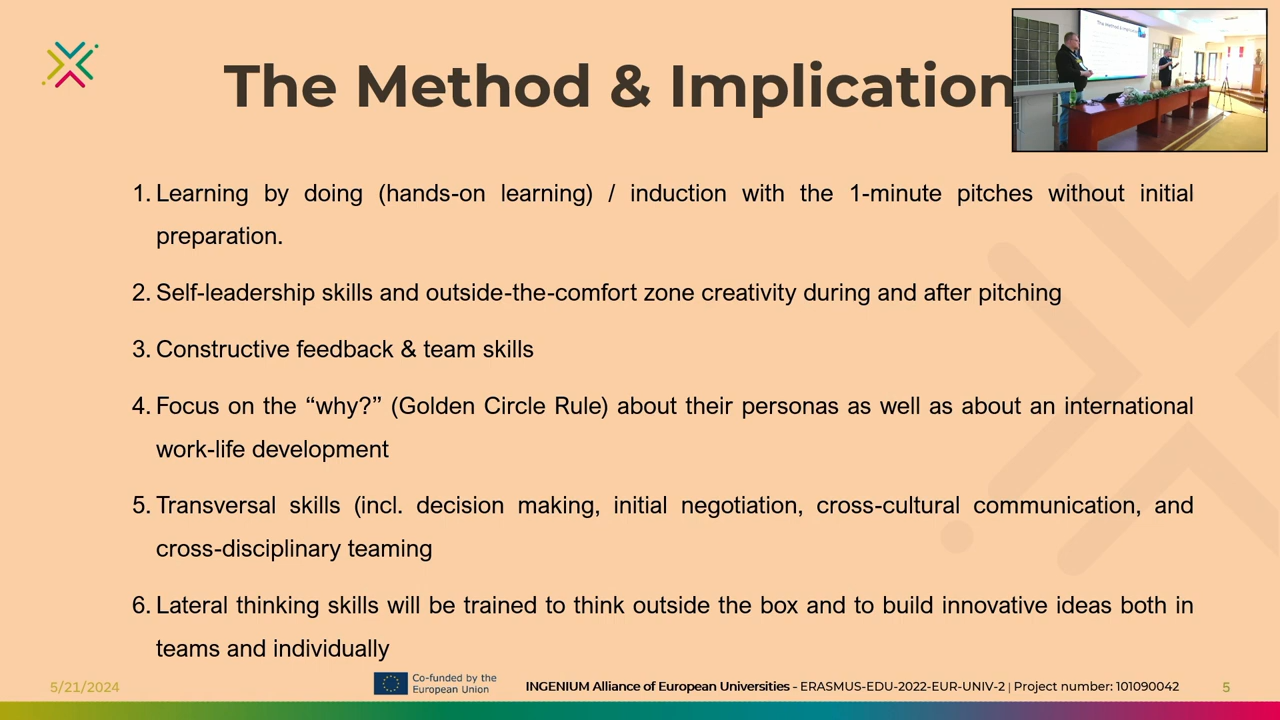 The Method & Implication
1. Learning by doing (hands-on learning) / induction with the 1-minute pitches without initial
preparation.
2. Self-leadership skills and outside-the-comfort zone creativity during and after pitching
3. Constructive feedback & team skills
4. Focus on the “why?” (Golden Circle Rule) about their personas as well as about an international
work-life development
5. Transversal skills (incl. decision making, initial negotiation, cross-cultural communication, and
cross-disciplinary teaming
6. Lateral thinking skills will be trained to think outside the box and to build innovative ideas both in
teams and individually
5/21/2024
Co-funded by the
European Union
INGENIUM Alliance of European Universities - ERASMUS-EDU-2022-EUR-UNIV-2 | Project number: 101090042
5